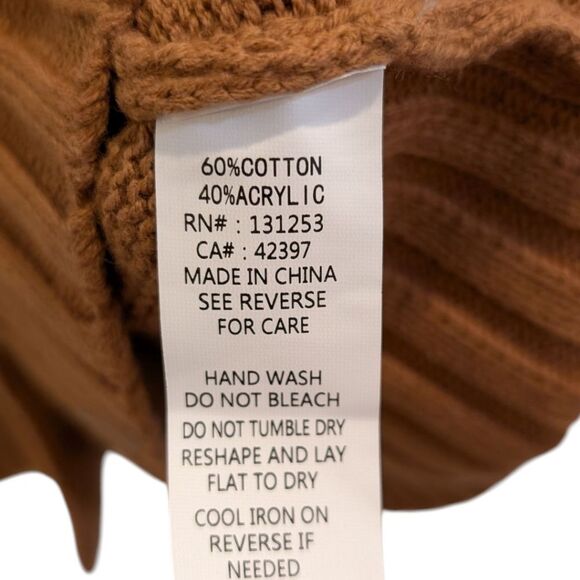 60%COTTON
40%ACRYLIC
RN# : 131253
CA# : 42397
MADE IN CHINA
SEE REVERSE
FOR CARE
HAND WASH
DO NOT BLEACH
DO NOT TUMBLE DRY
RESHAPE AND LAY
FLAT TO DRY
COOL IRON ON
REVERSE IF
NEEDED